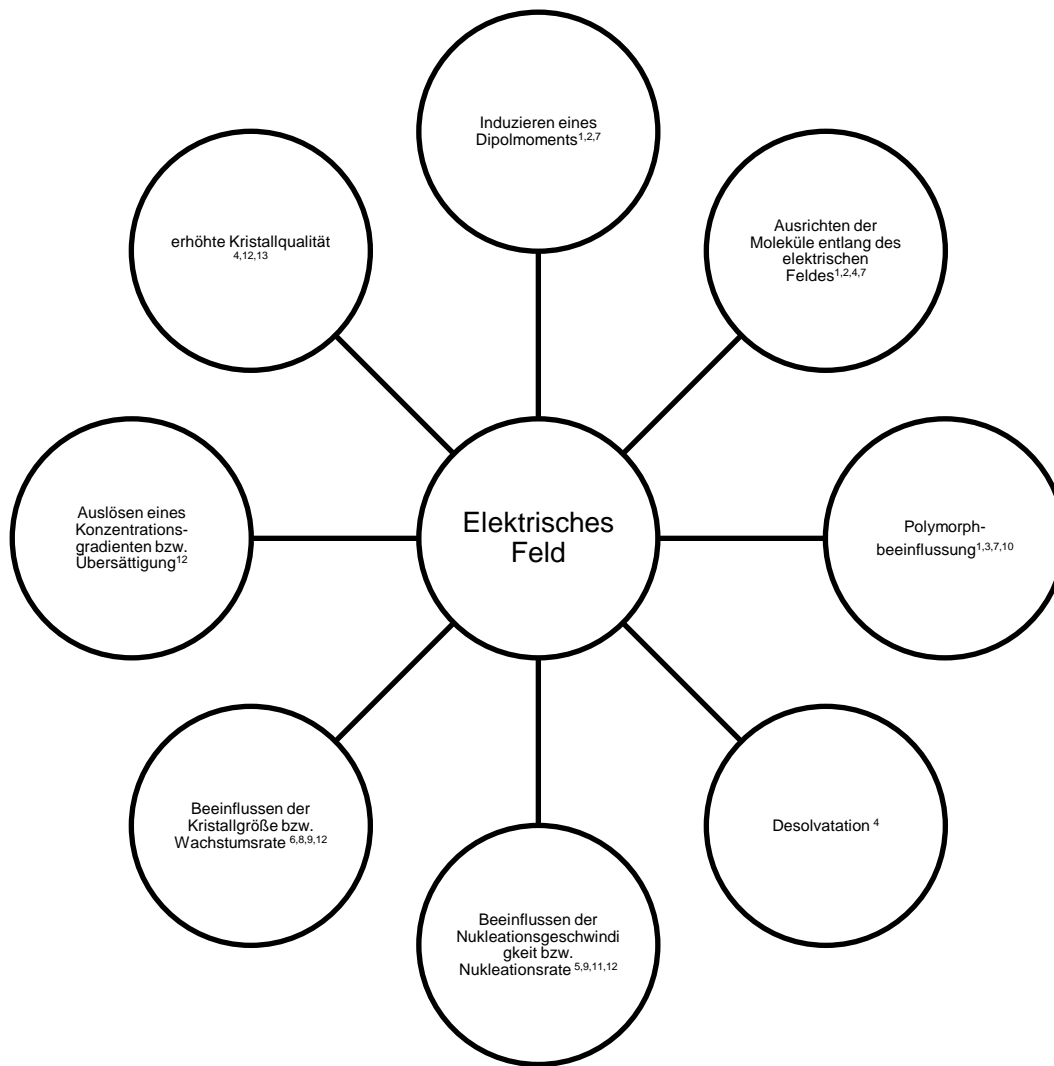 Induzieren eines
Dipolmoments1,2,7
Ausrichten der
Moleküle entlang des
elektrischen
Feldes1,2,4,7
Polymorph-
beeinflussung1,3,7,10
Desolvatation 4
Beeinflussen der
Nukleationsgeschwindi
gkeit bzw.
Nukleationsrate 5,9,11,12
Beeinflussen der
Kristallgröße bzw.
Wachstumsrate 6,8,9,12
Auslösen eines
Konzentrations-
gradienten bzw.
Übersättigung12
erhöhte Kristallqualität
4,12,13
Elektrisches
Feld